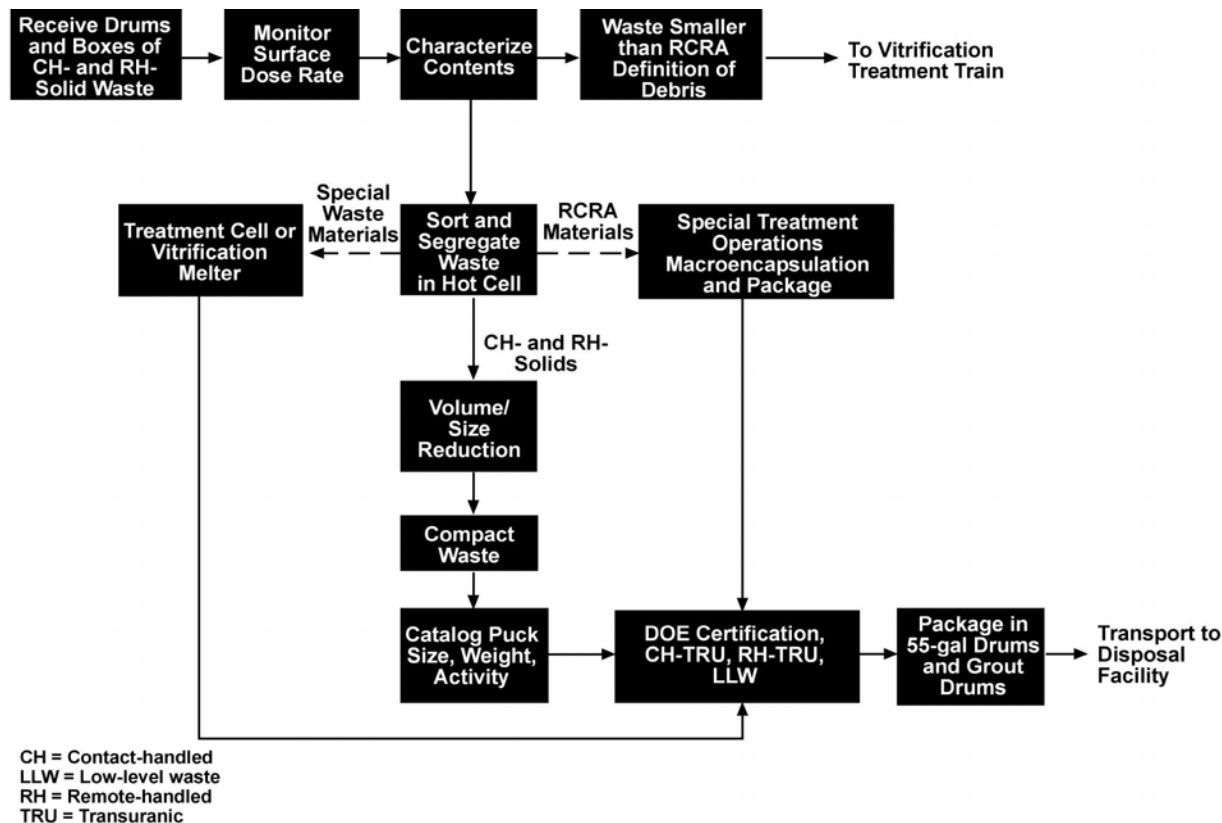 Receive Drums
and Boxes of
CH- and RH-
Solid Waste
Monitor
Surface
Dose Rate
Characterize
Contents
Waste Smaller
than RCRA
Definition of
Debris
To Vitrification
Treatment Train
Treatment Cell or
Vitrification
Melter
Special
Waste
Materials
Sort and
Segregate
Waste
in Hot Cell
RCRA
Materials
Special Treatment
Operations
Macroencapsulation
and Package
CH- and RH-
Solids
Volume/
Size
Reduction
Compact
Waste
Catalog Puck
Size, Weight,
Activity
DOE Certification,
CH-TRU, RH-TRU,
LLW
Package in
55-gal Drums
and Grout
Drums
Transport to
Disposal
Facility
CH = Contact-handled
LLW = Low-level waste
RH = Remote-handled
TRU = Transuranic